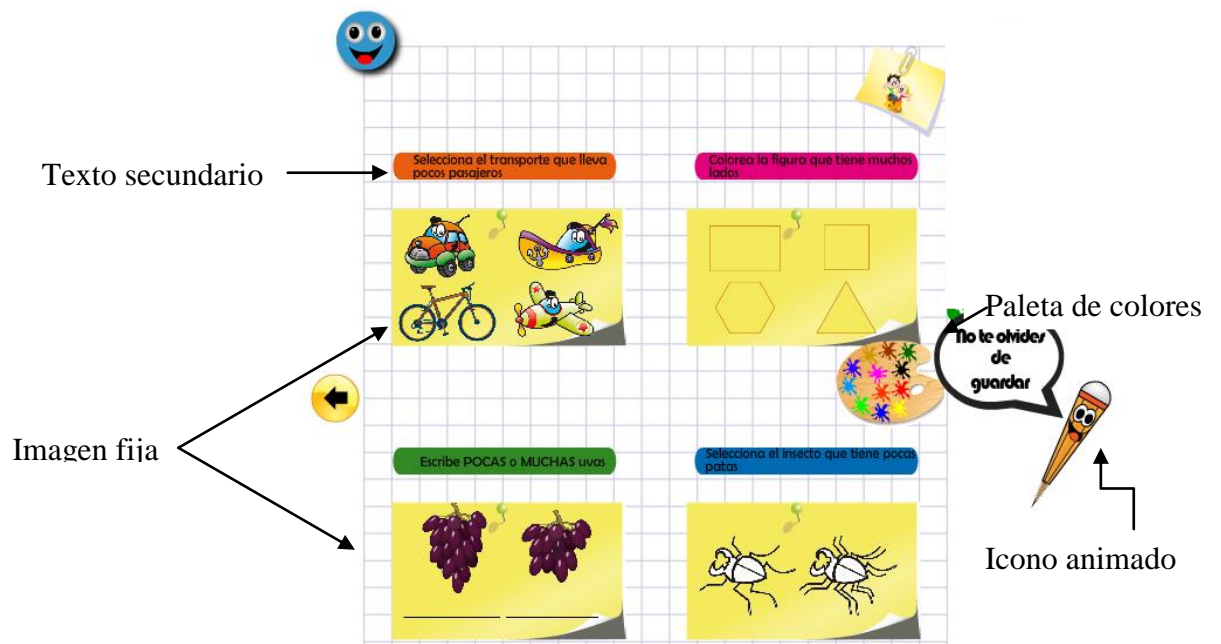 Texto secundario
Selecciona el transporte que lleva
pocos pasajeros
Colorea la figura que tiene muchos
lados
Paleta de colores
No te olvides
de
guardar
Imagen fija
Escribe POCAS o MUCHAS uvas
Selecciona el insecto que tiene pocas
patas
Icono animado